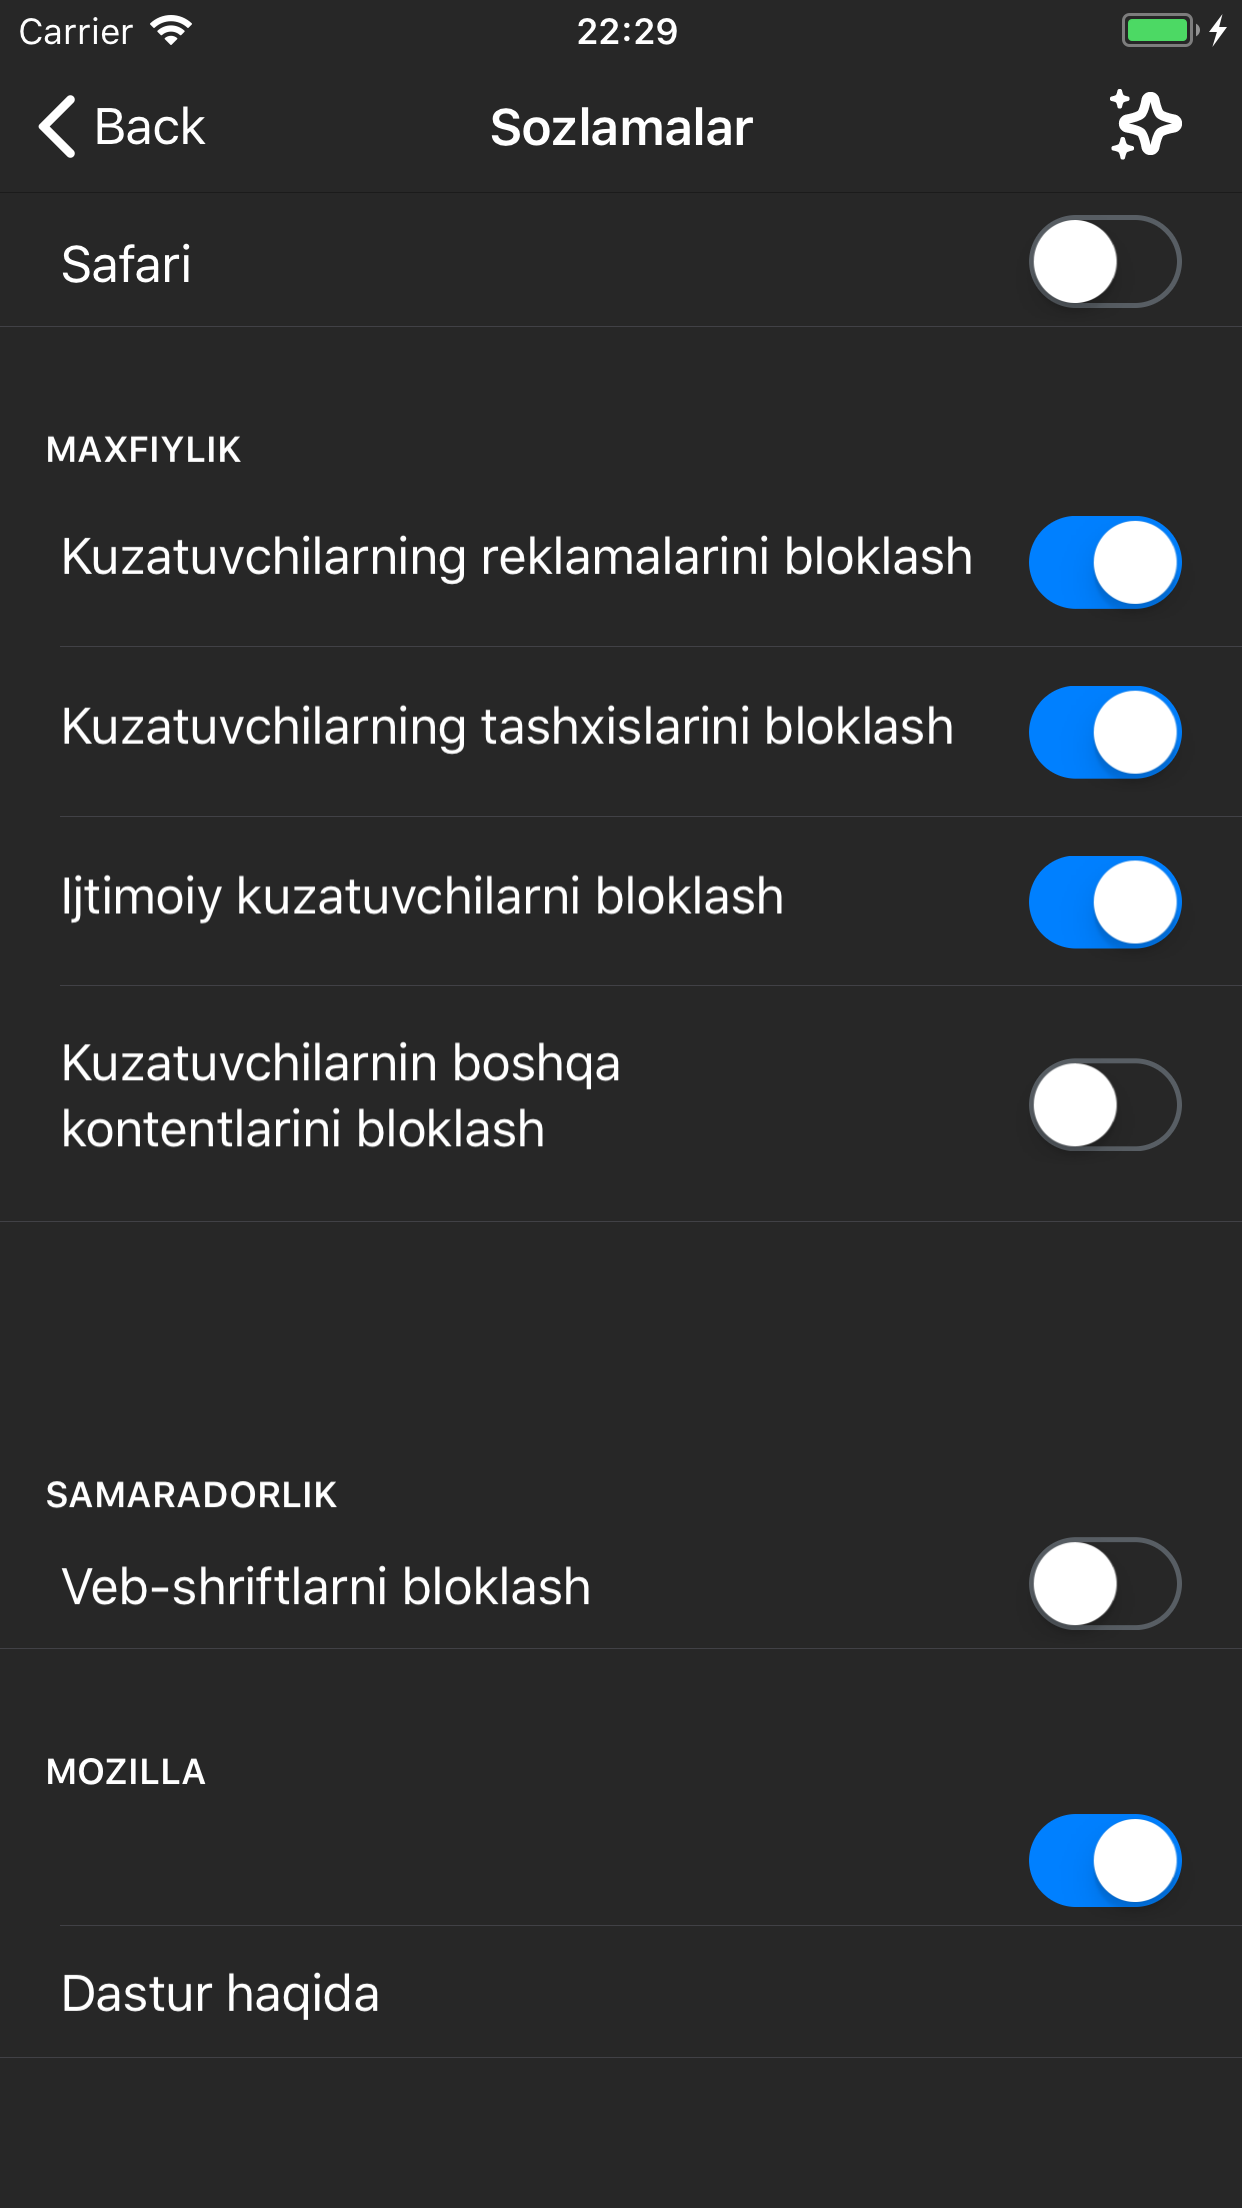 Carrier 22:29
Back Sozlamalar
Safari
MAXFIYLIK
Kuzatuvchilarning reklamalarini bloklash
Kuzatuvchilarning tashxislarini bloklash
Ijtimoiy kuzatuvchilarni bloklash
Kuzatuvchilarnin boshqa
kontentlarini bloklash
SAMARADORLIK
Veb-shriftlarni bloklash
MOZILLA
Dastur haqida